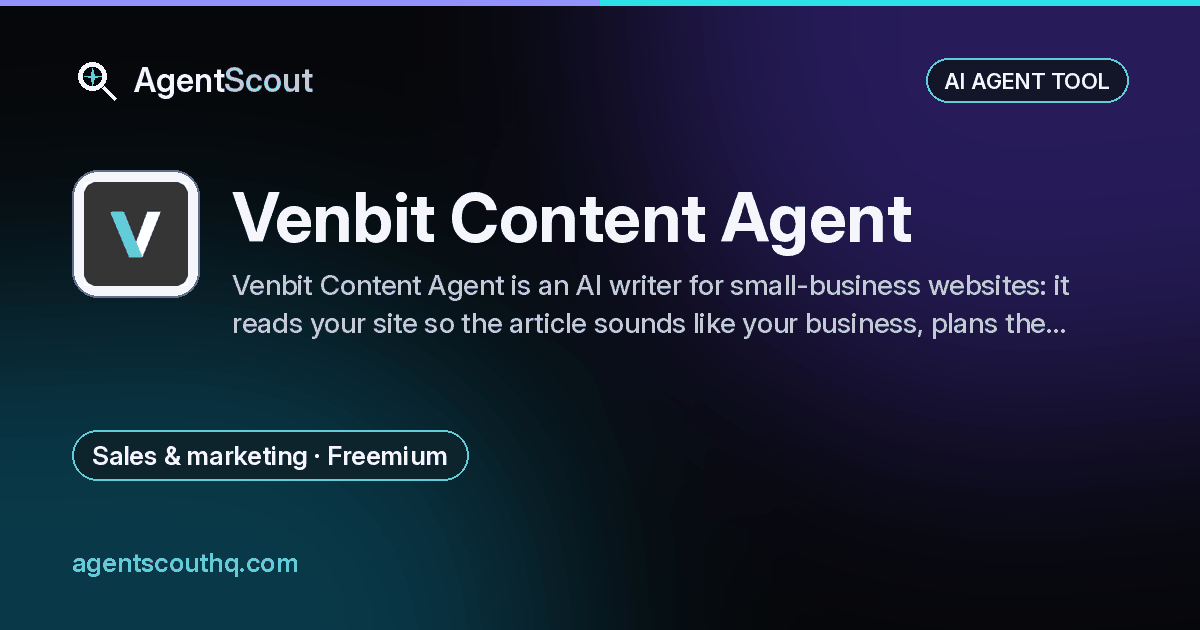 AgentScout
AI AGENT TOOL
Venbit Content Agent
Venbit Content Agent is an AI writer for small-business websites: it
reads your site so the article sounds like your business, plans the...
Sales & marketing · Freemium
agentscouthq.com